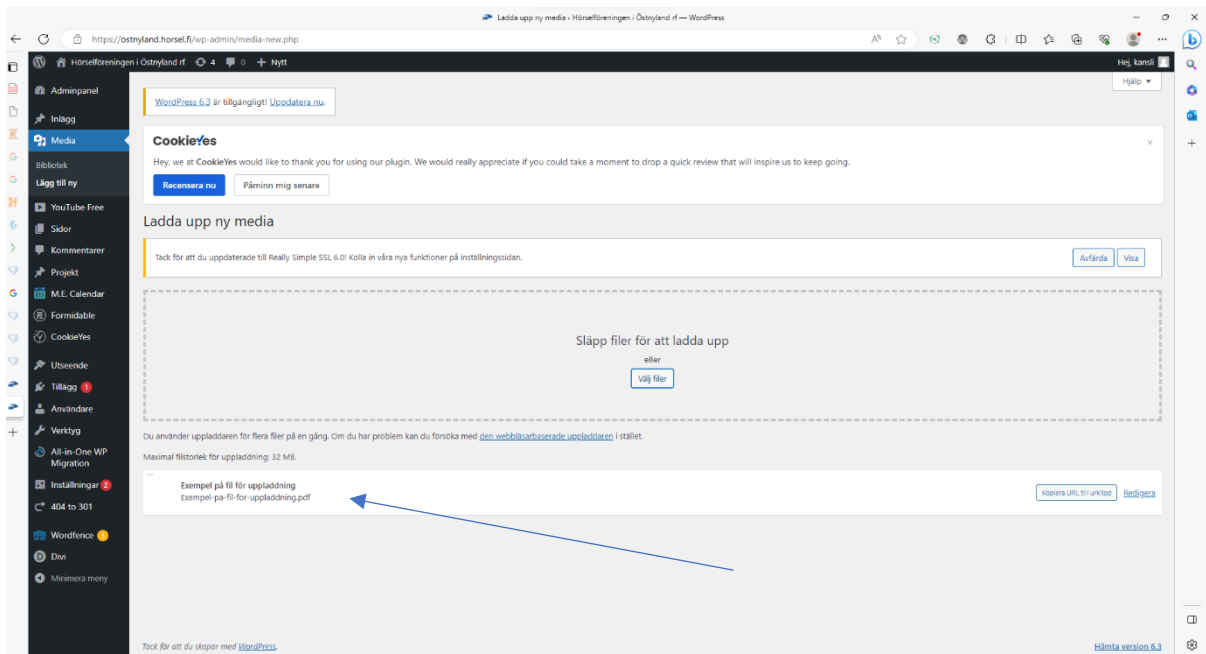 Ladda upp ny media ‹ Hörselföreningen i Östnyland rf — WordPress
https://ostnyland.horsel.fi/wp-admin/media-new.php
Hörselföreningen i Östnyland rf 4 0 + Nytt
Hej, kansli
Hjälp
Adminpanel
Inlägg
Media
Bibliotek
Lägg till ny
YouTube Free
Sidor
Kommentarer
Projekt
M.E. Calendar
Formidable
CookieYes
Utseende
Tillägg 1
Användare
Verktyg
All-in-One WP
Migration
Inställningar 2
404 to 301
Wordfence 3
Divi
Minimera meny
WordPress 6.3 är tillgängligt! Uppdatera nu.
CookieYes
Hey, we at CookieYes would like to thank you for using our plugin. We would really appreciate if you could take a moment to drop a quick review that will inspire us to keep going.
Recensera nu Påminn mig senare
Ladda upp ny media
Tack för att du uppdaterade till Really Simple SSL 6.0! Kolla in våra nya funktioner på inställningssidan.
Avfärda Visa
Släpp filer för att ladda upp
eller
Välj filer
Du använder uppladdaren för flera filer på en gång. Om du har problem kan du försöka med den webbläsarbaserade uppladdaren i stället.
Maximal filstorlek för uppladdning: 32 MB.
Exempel på fil för uppladdning
Exempel-pa-fil-for-uppladdning.pdf
Kopiera URL till urklipp Redigera
Tack för att du skapar med WordPress.
Hämta version 6.3